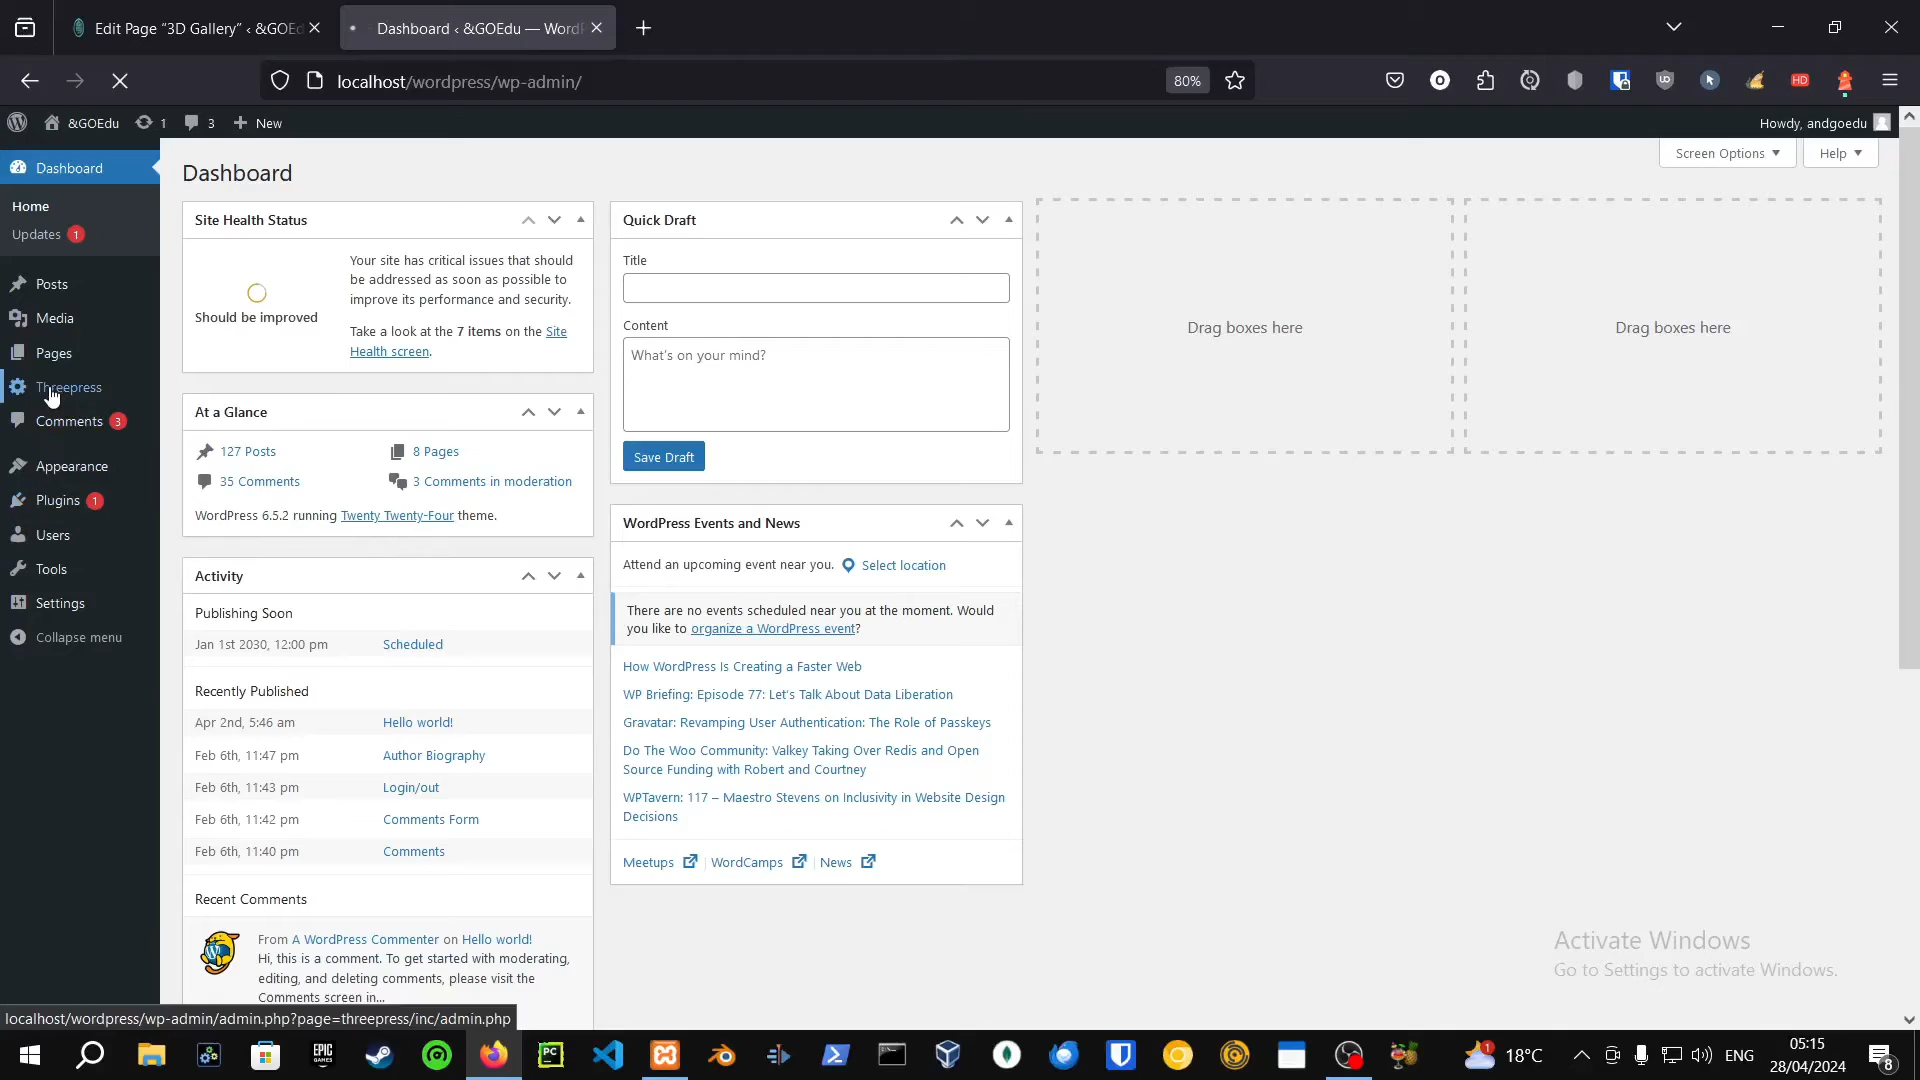 Edit Page “3D Gallery” ‹ &GOEd
Dashboard ‹ &GOEdu — WordP
localhost/wordpress/wp-admin/
80%
HD
&GOEdu
1
3
New
Howdy, andgoedu
Dashboard
Home
Updates 1
Posts
Media
Pages
Threepress
Comments 3
Appearance
Plugins 1
Users
Tools
Settings
Collapse menu
Dashboard
Screen Options
Help
Site Health Status
Should be improved
Your site has critical issues that should
be addressed as soon as possible to
improve its performance and security.
Take a look at the 7 items on the Site
Health screen.
At a Glance
127 Posts
8 Pages
35 Comments
3 Comments in moderation
WordPress 6.5.2 running Twenty Twenty-Four theme.
Activity
Publishing Soon
Jan 1st 2030, 12:00 pm
Scheduled
Recently Published
Apr 2nd, 5:46 am
Hello world!
Feb 6th, 11:47 pm
Author Biography
Feb 6th, 11:43 pm
Login/out
Feb 6th, 11:42 pm
Comments Form
Feb 6th, 11:40 pm
Comments
Recent Comments
From A WordPress Commenter on Hello world!
Hi, this is a comment. To get started with moderating,
editing, and deleting comments, please visit the
Comments screen in...
Quick Draft
Title
Content
What's on your mind?
Save Draft
WordPress Events and News
Attend an upcoming event near you.
Select location
There are no events scheduled near you at the moment. Would
you like to organize a WordPress event?
How WordPress Is Creating a Faster Web
WP Briefing: Episode 77: Let's Talk About Data Liberation
Gravatar: Revamping User Authentication: The Role of Passkeys
Do The Woo Community: Valkey Taking Over Redis and Open
Source Funding with Robert and Courtney
WPTavern: 117 – Maestro Stevens on Inclusivity in Website Design
Decisions
Meetups
WordCamps
News
Drag boxes here
Drag boxes here
Activate Windows
Go to Settings to activate Windows.
localhost/wordpress/wp-admin/admin.php?page=threepress/inc/admin.php
EPIC
GAMES
PC
1
18°C
ENG
05:15
28/04/2024
8